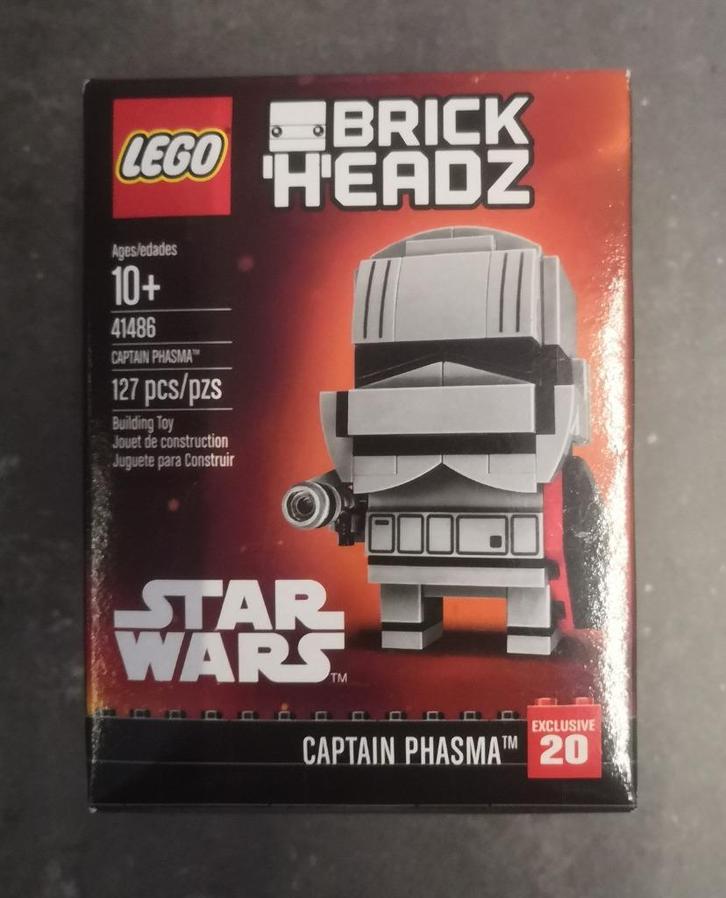 LEGO
BRICK
HEADZ
Ages/edades
10+
41486
CAPTAIN PHASMA™
127 pcs/pzs
Building Toy
Jouet de construction
Juguete para Construir
STAR
WARS™
CAPTAIN PHASMA™
EXCLUSIVE
20